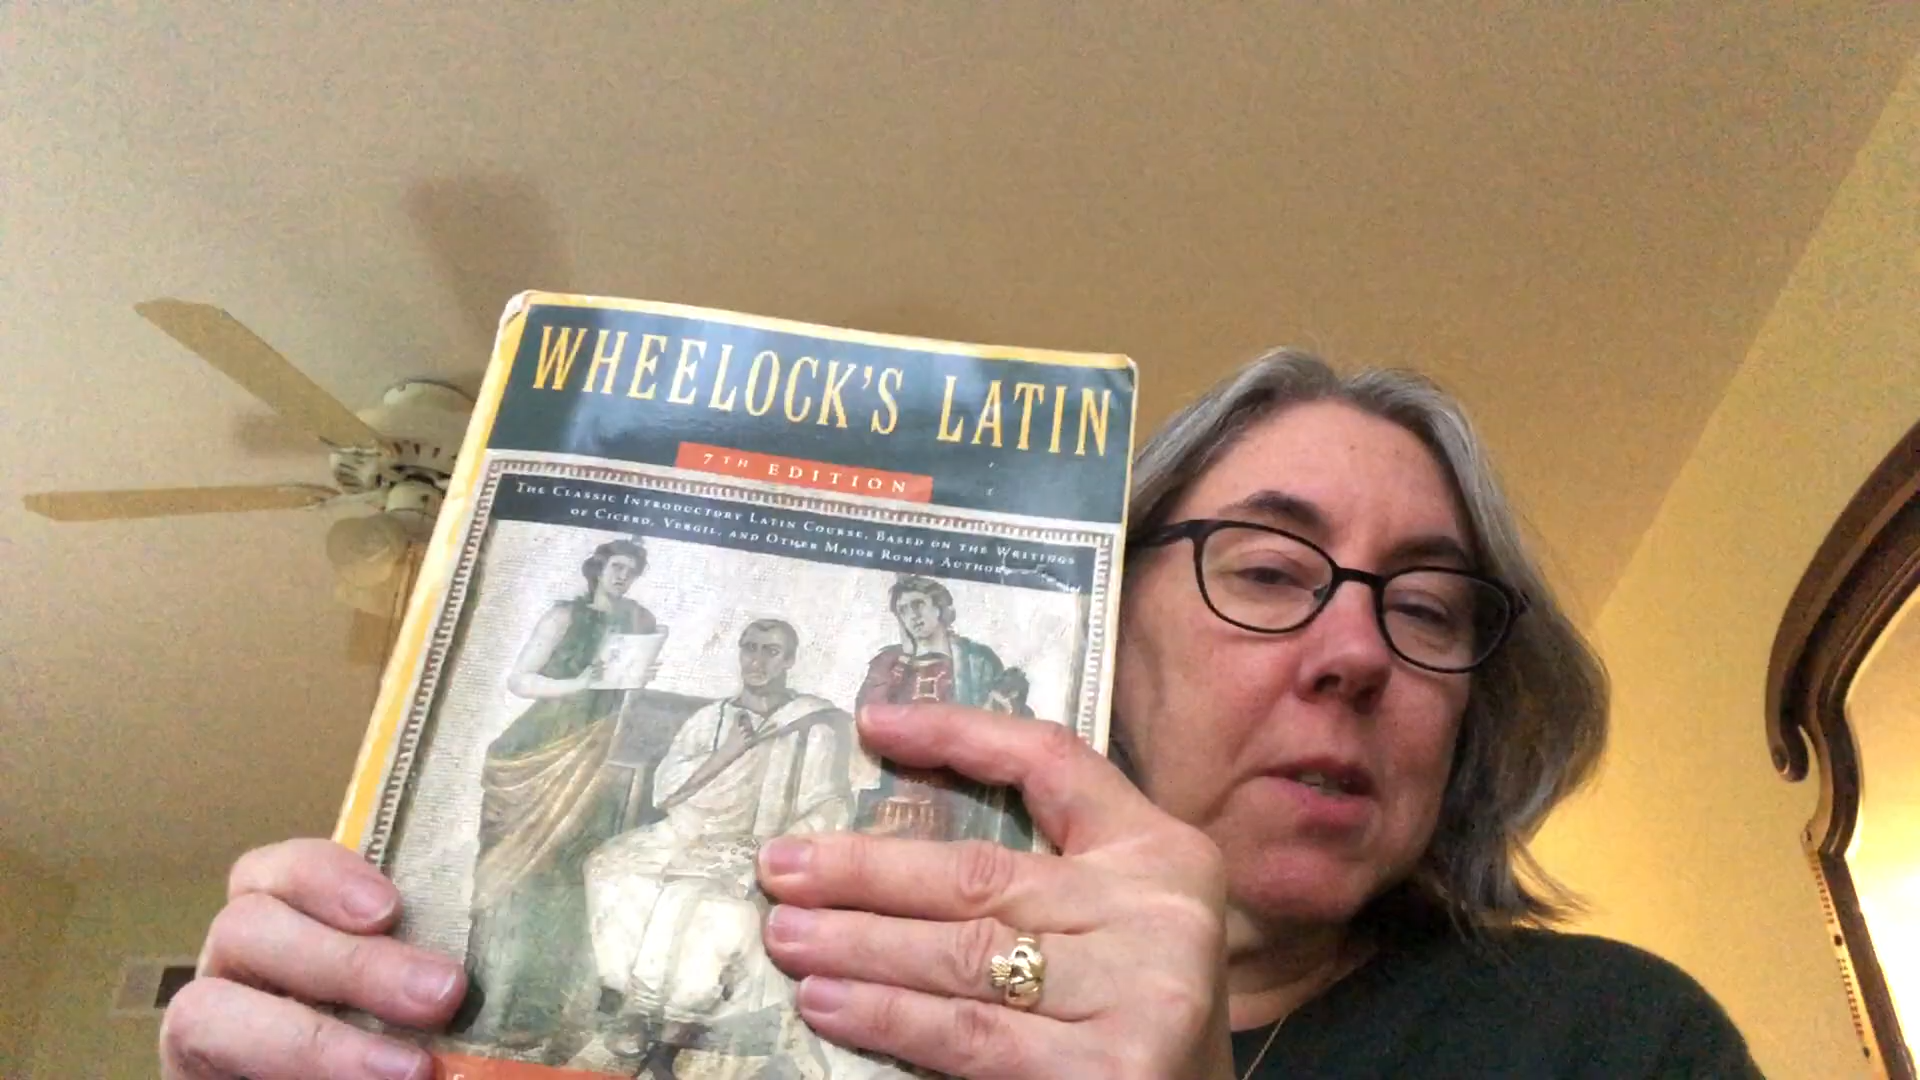 WHEELOCK'S LATIN
7TH EDITION
THE CLASSIC INTRODUCTORY LATIN COURSE, BASED ON THE WRITINGS
OF CICERO, VERGIL, AND OTHER MAJOR ROMAN AUTHORS